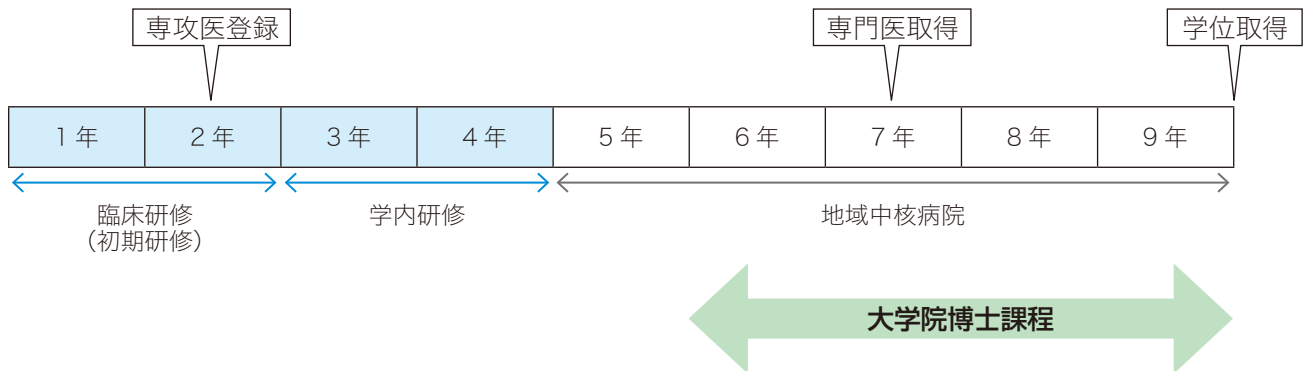 専攻医登録
専門医取得
学位取得
1年
2年
3年
4年
5年
6年
7年
8年
9年
臨床研修
（初期研修）
学内研修
地域中核病院
大学院博士課程